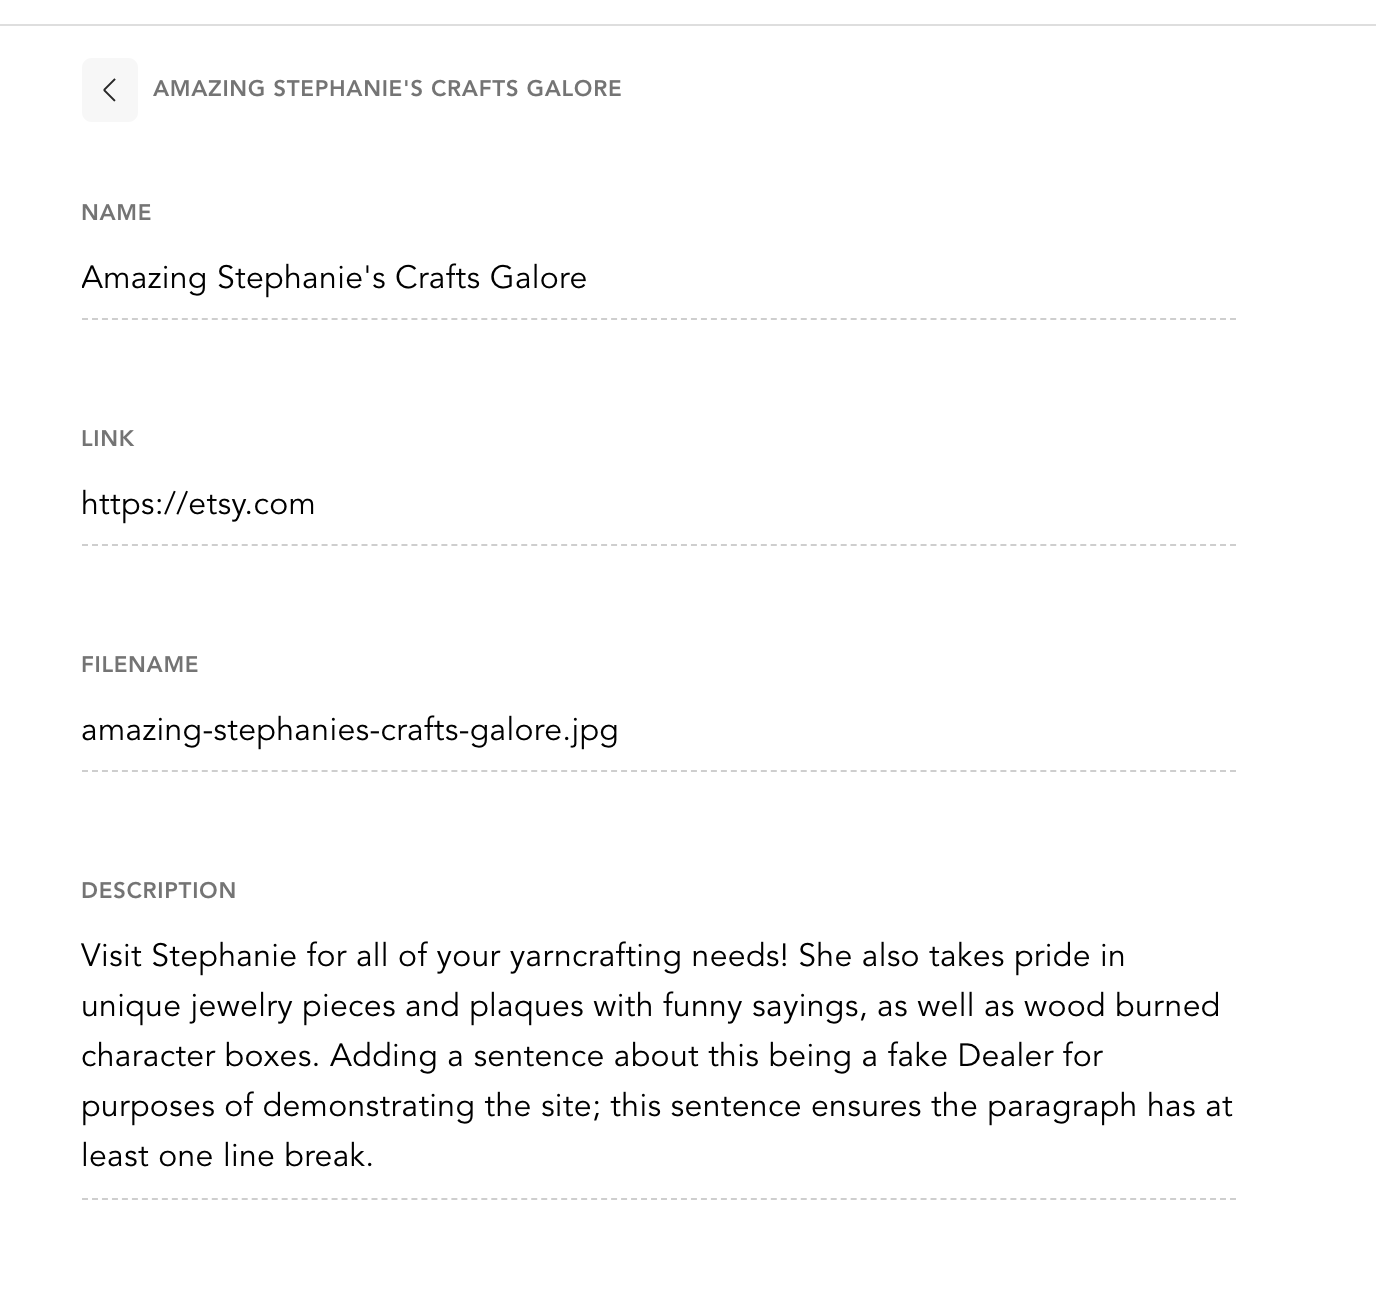 AMAZING STEPHANIE'S CRAFTS GALORE
NAME
Amazing Stephanie's Crafts Galore
LINK
https://etsy.com
FILENAME
amazing-stephanies-crafts-galore.jpg
DESCRIPTION
Visit Stephanie for all of your yarncrafting needs! She also takes pride in
unique jewelry pieces and plaques with funny sayings, as well as wood burned
character boxes. Adding a sentence about this being a fake Dealer for
purposes of demonstrating the site; this sentence ensures the paragraph has at
least one line break.